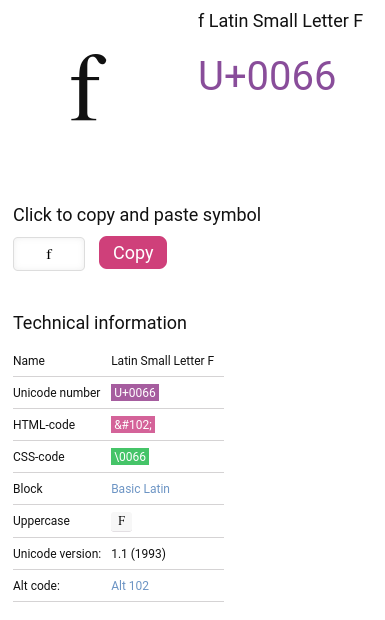 f Latin Small Letter F
f
U+0066
Click to copy and paste symbol
f Copy
Technical information
Name Latin Small Letter F
Unicode number U+0066
HTML-code &#102;
CSS-code \0066
Block Basic Latin
Uppercase F
Unicode version: 1.1 (1993)
Alt code: Alt 102